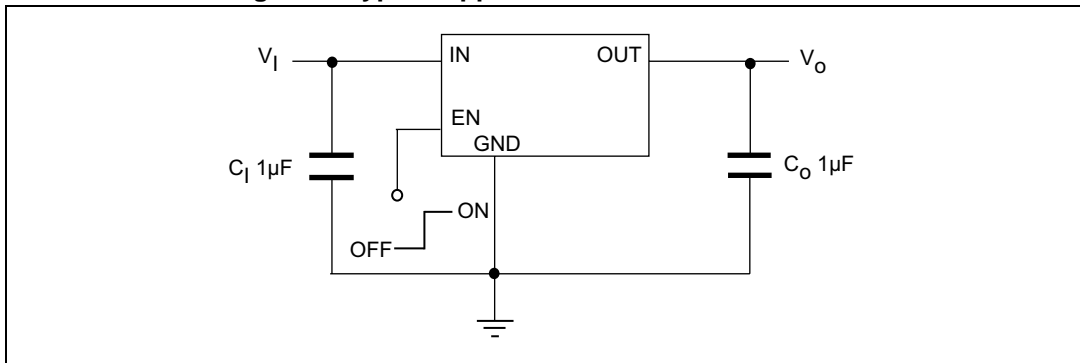 V_I
IN
OUT
V_o
EN
GND
C_I 1µF
C_o 1µF
ON
OFF